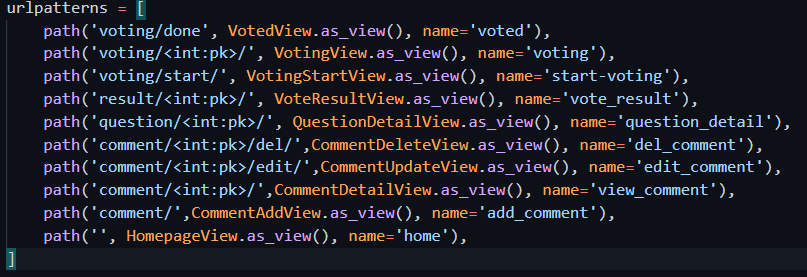 urlpatterns = [
    path('voting/done', VotedView.as_view(), name='voted'),
    path('voting/<int:pk>/', VotingView.as_view(), name='voting'),
    path('voting/start/', VotingStartView.as_view(), name='start-voting'),
    path('result/<int:pk>/', VoteResultView.as_view(), name='vote_result'),
    path('question/<int:pk>/', QuestionDetailView.as_view(), name='question_detail'),
    path('comment/<int:pk>/del/',CommentDeleteView.as_view(), name='del_comment'),
    path('comment/<int:pk>/edit/',CommentUpdateView.as_view(), name='edit_comment'),
    path('comment/<int:pk>/',CommentDetailView.as_view(), name='view_comment'),
    path('comment/',CommentAddView.as_view(), name='add_comment'),
    path('', HomepageView.as_view(), name='home'),
]